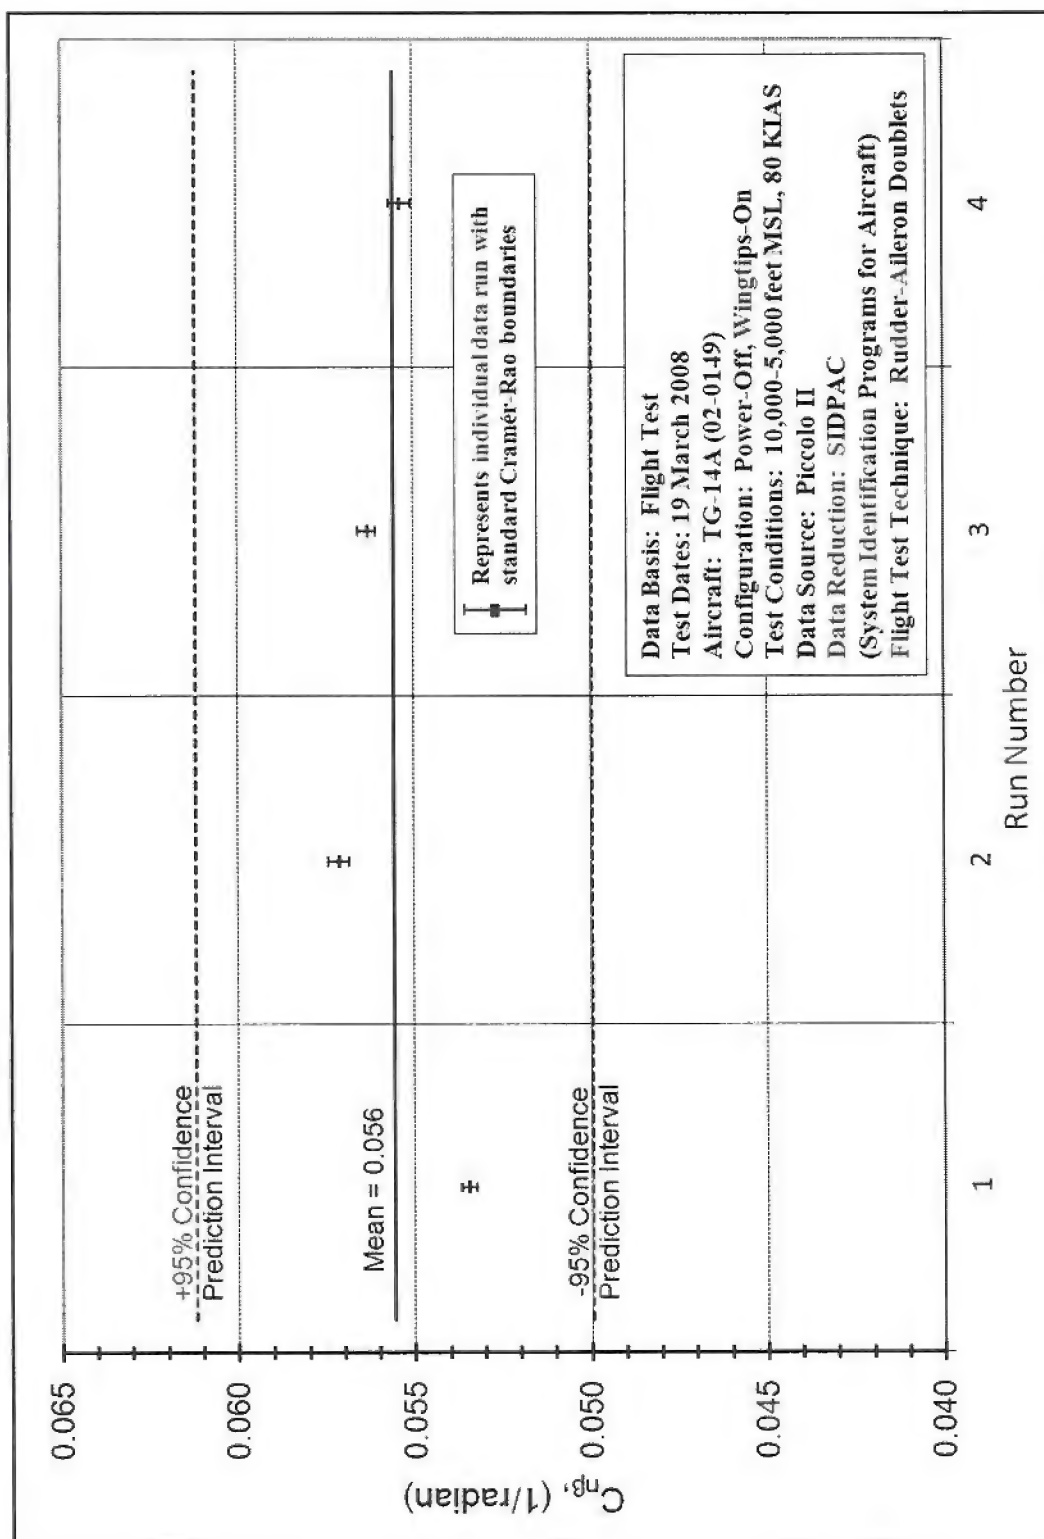 0.065
0.060
0.055
0.050
0.045
0.040
Cnβ, (1/radian)
+95% Confidence
Prediction Interval
Mean = 0.056
-95% Confidence
Prediction Interval
Represents individual data run with
standard Cramér-Rao boundaries
Data Basis: Flight Test
Test Dates: 19 March 2008
Aircraft: TG-14A (02-0149)
Configuration: Power-Off, Wingtips-On
Test Conditions: 10,000-5,000 feet MSL, 80 KIAS
Data Source: Piccolo II
Data Reduction: SIDPAC
(System Identification Programs for Aircraft)
Flight Test Technique: Rudder-Aileron Doublets
1
2
3
4
Run Number